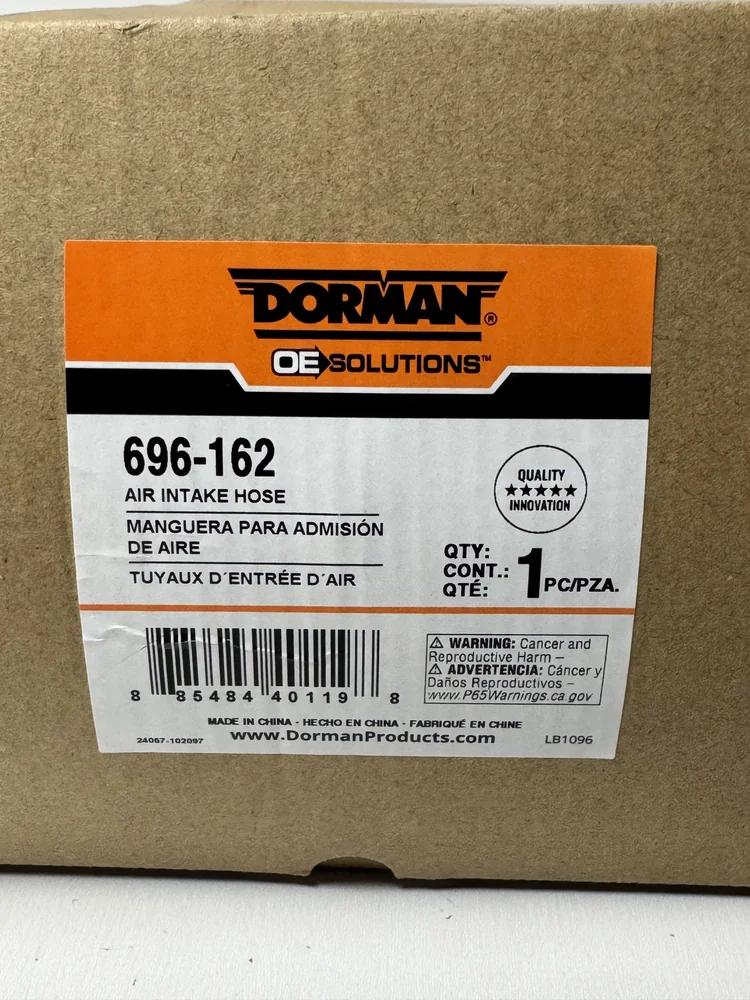 DORMAN®
OE SOLUTIONS™
696-162
AIR INTAKE HOSE
MANGUERA PARA ADMISIÓN
DE AIRE
TUYAUX D´ENTRÉE D´AIR
QUALITY
★★★★★
INNOVATION
QTY:
CONT.:
QTÉ:
1 PC/PZA.
8 85484 40119 8
⚠ WARNING: Cancer and
Reproductive Harm –
⚠ ADVERTENCIA: Cáncer y
Daños Reproductivos –
www.P65Warnings.ca.gov
MADE IN CHINA - HECHO EN CHINA - FABRIQUÉ EN CHINE
24067-102097
www.DormanProducts.com
LB1096